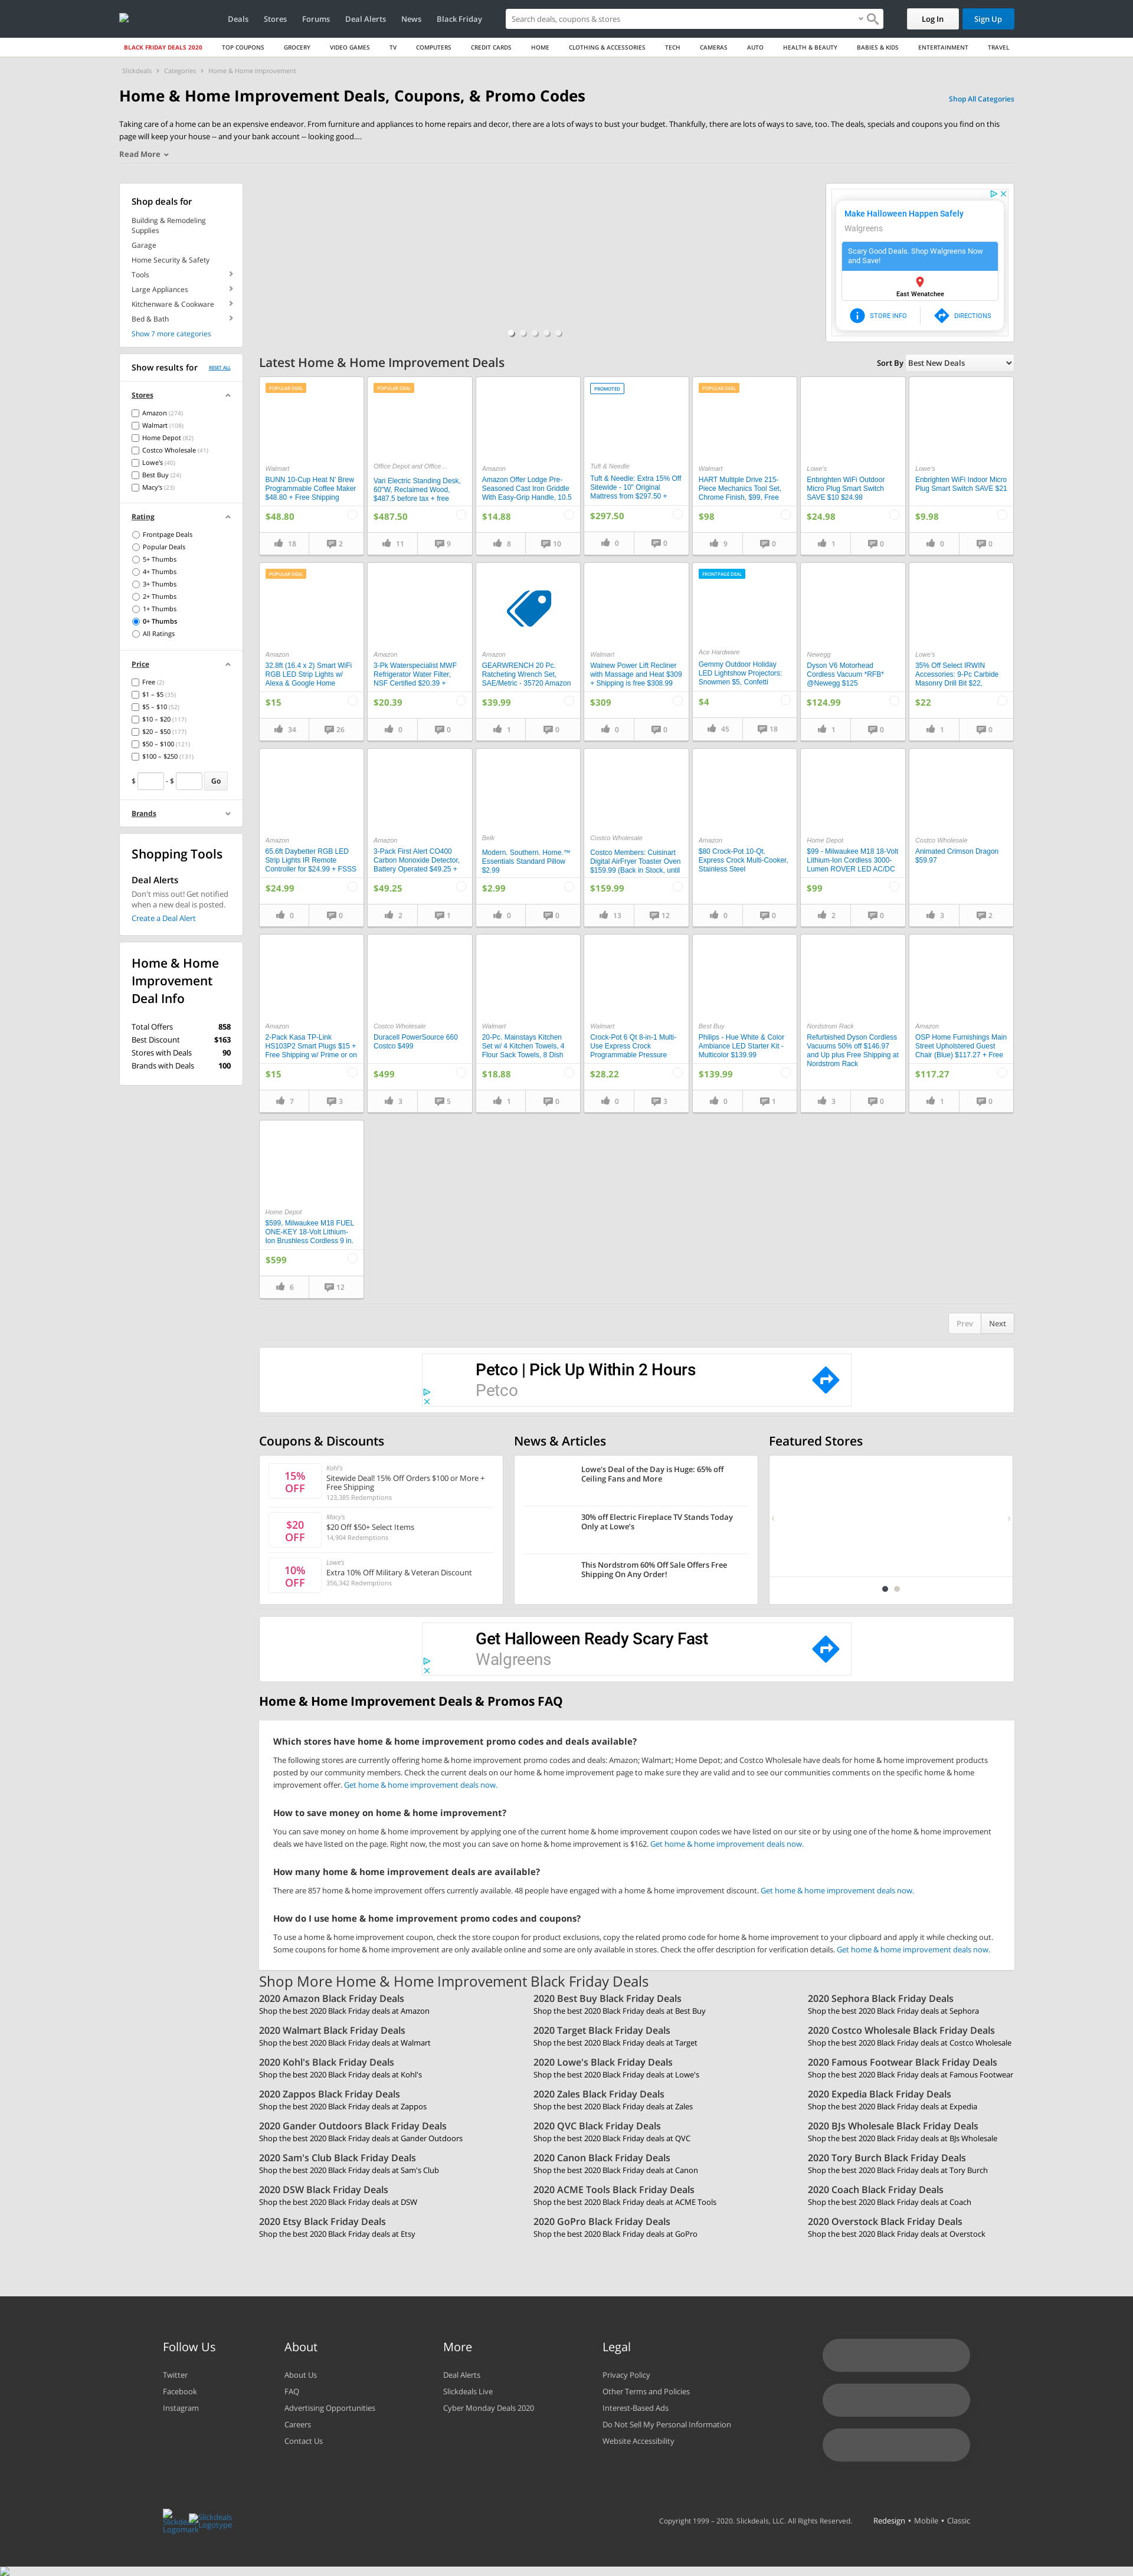 Deals
Stores
Forums
Deal Alerts
News
Black Friday
Search deals, coupons & stores
Log In
Sign Up
BLACK FRIDAY DEALS 2020
TOP COUPONS
GROCERY
VIDEO GAMES
TV
COMPUTERS
CREDIT CARDS
HOME
CLOTHING & ACCESSORIES
TECH
CAMERAS
AUTO
HEALTH & BEAUTY
BABIES & KIDS
ENTERTAINMENT
TRAVEL
Slickdeals › Categories › Home & Home Improvement
Home & Home Improvement Deals, Coupons, & Promo Codes
Shop All Categories
Taking care of a home can be an expensive endeavor. From furniture and appliances to home repairs and decor, there are a lots of ways to bust your budget. Thankfully, there are lots of ways to save, too. The deals, specials and coupons you find on this
page will keep your house -- and your bank account -- looking good....
Read More
Shop deals for
Building & Remodeling
Supplies
Garage
Home Security & Safety
Tools
Large Appliances
Kitchenware & Cookware
Bed & Bath
Show 7 more categories
Make Halloween Happen Safely
Walgreens
Scary Good Deals. Shop Walgreens Now
and Save!
East Wenatchee
STORE INFO
DIRECTIONS
Show results for
RESET ALL
Stores
Amazon (274)
Walmart (108)
Home Depot (82)
Costco Wholesale (41)
Lowe's (40)
Best Buy (24)
Macy's (23)
Rating
Frontpage Deals
Popular Deals
5+ Thumbs
4+ Thumbs
3+ Thumbs
2+ Thumbs
1+ Thumbs
0+ Thumbs
All Ratings
Price
Free (2)
$1 – $5 (35)
$5 – $10 (52)
$10 – $20 (117)
$20 – $50 (177)
$50 – $100 (121)
$100 – $250 (131)
$ - $ Go
Brands
Shopping Tools
Deal Alerts
Don't miss out! Get notified
when a new deal is posted.
Create a Deal Alert
Home & Home
Improvement
Deal Info
Total Offers 858
Best Discount $163
Stores with Deals 90
Brands with Deals 100
Latest Home & Home Improvement Deals
Sort By Best New Deals
POPULAR DEAL
Walmart
BUNN 10-Cup Heat N' Brew
Programmable Coffee Maker
$48.80 + Free Shipping
$48.80
18 2
POPULAR DEAL
Office Depot and Office ...
Vari Electric Standing Desk,
60"W, Reclaimed Wood,
$487.5 before tax + free
$487.50
11 9
Amazon
Amazon Offer Lodge Pre-
Seasoned Cast Iron Griddle
With Easy-Grip Handle, 10.5
$14.88
8 10
PROMOTED
Tuft & Needle
Tuft & Needle: Extra 15% Off
Sitewide - 10" Original
Mattress from $297.50 +
$297.50
0 0
POPULAR DEAL
Walmart
HART Multiple Drive 215-
Piece Mechanics Tool Set,
Chrome Finish, $99, Free
$98
9 0
Lowe's
Enbrighten WiFi Outdoor
Micro Plug Smart Switch
SAVE $10 $24.98
$24.98
1 0
Lowe's
Enbrighten WiFi Indoor Micro
Plug Smart Switch SAVE $21
$9.98
0 0
POPULAR DEAL
Amazon
32.8ft (16.4 x 2) Smart WiFi
RGB LED Strip Lights w/
Alexa & Google Home
$15
34 26
Amazon
3-Pk Waterspecialist MWF
Refrigerator Water Filter,
NSF Certified $20.39 +
$20.39
0 0
Amazon
GEARWRENCH 20 Pc.
Ratcheting Wrench Set,
SAE/Metric - 35720 Amazon
$39.99
1 0
Walmart
Walnew Power Lift Recliner
with Massage and Heat $309
+ Shipping is free $308.99
$309
0 0
FRONTPAGE DEAL
Ace Hardware
Gemmy Outdoor Holiday
LED Lightshow Projectors:
Snowmen $5, Confetti
$4
45 18
Newegg
Dyson V6 Motorhead
Cordless Vacuum *RFB*
@Newegg $125
$124.99
1 0
Lowe's
35% Off Select IRWIN
Accessories: 9-Pc Carbide
Masonry Drill Bit $22,
$22
1 0
Amazon
65.6ft Daybetter RGB LED
Strip Lights IR Remote
Controller for $24.99 + FSSS
$24.99
0 0
Amazon
3-Pack First Alert CO400
Carbon Monoxide Detector,
Battery Operated $49.25 +
$49.25
2 1
Belk
Modern. Southern. Home.™
Essentials Standard Pillow
$2.99
$2.99
0 0
Costco Wholesale
Costco Members: Cuisinart
Digital AirFryer Toaster Oven
$159.99 (Back in Stock, until
$159.99
13 12
Amazon
$80 Crock-Pot 10-Qt.
Express Crock Multi-Cooker,
Stainless Steel
0 0
Home Depot
$99 - Milwaukee M18 18-Volt
Lithium-Ion Cordless 3000-
Lumen ROVER LED AC/DC
$99
2 0
Costco Wholesale
Animated Crimson Dragon
$59.97
3 2
Amazon
2-Pack Kasa TP-Link
HS103P2 Smart Plugs $15 +
Free Shipping w/ Prime or on
$15
7 3
Costco Wholesale
Duracell PowerSource 660
Costco $499
$499
3 5
Walmart
20-Pc. Mainstays Kitchen
Set w/ 4 Kitchen Towels, 4
Flour Sack Towels, 8 Dish
$18.88
1 0
Walmart
Crock-Pot 6 Qt 8-in-1 Multi-
Use Express Crock
Programmable Pressure
$28.22
0 3
Best Buy
Philips - Hue White & Color
Ambiance LED Starter Kit -
Multicolor $139.99
$139.99
0 1
Nordstrom Rack
Refurbished Dyson Cordless
Vacuums 50% off $146.97
and Up plus Free Shipping at
Nordstrom Rack
3 0
Amazon
OSP Home Furnishings Main
Street Upholstered Guest
Chair (Blue) $117.27 + Free
$117.27
1 0
Home Depot
$599, Milwaukee M18 FUEL
ONE-KEY 18-Volt Lithium-
Ion Brushless Cordless 9 in.
$599
6 12
Prev Next
Petco | Pick Up Within 2 Hours
Petco
Coupons & Discounts
15%
OFF
Kohl's
Sitewide Deal! 15% Off Orders $100 or More +
Free Shipping
123,385 Redemptions
$20
OFF
Macy's
$20 Off $50+ Select Items
14,904 Redemptions
10%
OFF
Lowe's
Extra 10% Off Military & Veteran Discount
356,342 Redemptions
News & Articles
Lowe's Deal of the Day is Huge: 65% off
Ceiling Fans and More
30% off Electric Fireplace TV Stands Today
Only at Lowe's
This Nordstrom 60% Off Sale Offers Free
Shipping On Any Order!
Featured Stores
Get Halloween Ready Scary Fast
Walgreens
Home & Home Improvement Deals & Promos FAQ
Which stores have home & home improvement promo codes and deals available?
The following stores are currently offering home & home improvement promo codes and deals: Amazon; Walmart; Home Depot; and Costco Wholesale have deals for home & home improvement products
posted by our community members. Check the current deals on our home & home improvement page to make sure they are valid and to see our communities comments on the specific home & home
improvement offer. Get home & home improvement deals now.
How to save money on home & home improvement?
You can save money on home & home improvement by applying one of the current home & home improvement coupon codes we have listed on our site or by using one of the home & home improvement
deals we have listed on the page. Right now, the most you can save on home & home improvement is $162. Get home & home improvement deals now.
How many home & home improvement deals are available?
There are 857 home & home improvement offers currently available. 48 people have engaged with a home & home improvement discount. Get home & home improvement deals now.
How do I use home & home improvement promo codes and coupons?
To use a home & home improvement coupon, check the store coupon for product exclusions, copy the related promo code for home & home improvement to your clipboard and apply it while checking out.
Some coupons for home & home improvement are only available online and some are only available in stores. Check the offer description for verification details. Get home & home improvement deals now.
Shop More Home & Home Improvement Black Friday Deals
2020 Amazon Black Friday Deals
Shop the best 2020 Black Friday deals at Amazon
2020 Best Buy Black Friday Deals
Shop the best 2020 Black Friday deals at Best Buy
2020 Sephora Black Friday Deals
Shop the best 2020 Black Friday deals at Sephora
2020 Walmart Black Friday Deals
Shop the best 2020 Black Friday deals at Walmart
2020 Target Black Friday Deals
Shop the best 2020 Black Friday deals at Target
2020 Costco Wholesale Black Friday Deals
Shop the best 2020 Black Friday deals at Costco Wholesale
2020 Kohl's Black Friday Deals
Shop the best 2020 Black Friday deals at Kohl's
2020 Lowe's Black Friday Deals
Shop the best 2020 Black Friday deals at Lowe's
2020 Famous Footwear Black Friday Deals
Shop the best 2020 Black Friday deals at Famous Footwear
2020 Zappos Black Friday Deals
Shop the best 2020 Black Friday deals at Zappos
2020 Zales Black Friday Deals
Shop the best 2020 Black Friday deals at Zales
2020 Expedia Black Friday Deals
Shop the best 2020 Black Friday deals at Expedia
2020 Gander Outdoors Black Friday Deals
Shop the best 2020 Black Friday deals at Gander Outdoors
2020 QVC Black Friday Deals
Shop the best 2020 Black Friday deals at QVC
2020 BJs Wholesale Black Friday Deals
Shop the best 2020 Black Friday deals at BJs Wholesale
2020 Sam's Club Black Friday Deals
Shop the best 2020 Black Friday deals at Sam's Club
2020 Canon Black Friday Deals
Shop the best 2020 Black Friday deals at Canon
2020 Tory Burch Black Friday Deals
Shop the best 2020 Black Friday deals at Tory Burch
2020 DSW Black Friday Deals
Shop the best 2020 Black Friday deals at DSW
2020 ACME Tools Black Friday Deals
Shop the best 2020 Black Friday deals at ACME Tools
2020 Coach Black Friday Deals
Shop the best 2020 Black Friday deals at Coach
2020 Etsy Black Friday Deals
Shop the best 2020 Black Friday deals at Etsy
2020 GoPro Black Friday Deals
Shop the best 2020 Black Friday deals at GoPro
2020 Overstock Black Friday Deals
Shop the best 2020 Black Friday deals at Overstock
Follow Us
Twitter
Facebook
Instagram
About
About Us
FAQ
Advertising Opportunities
Careers
Contact Us
More
Deal Alerts
Slickdeals Live
Cyber Monday Deals 2020
Legal
Privacy Policy
Other Terms and Policies
Interest-Based Ads
Do Not Sell My Personal Information
Website Accessibility
Slickdeals
Logotype
Logomark
Copyright 1999 – 2020. Slickdeals, LLC. All Rights Reserved.
Redesign • Mobile • Classic